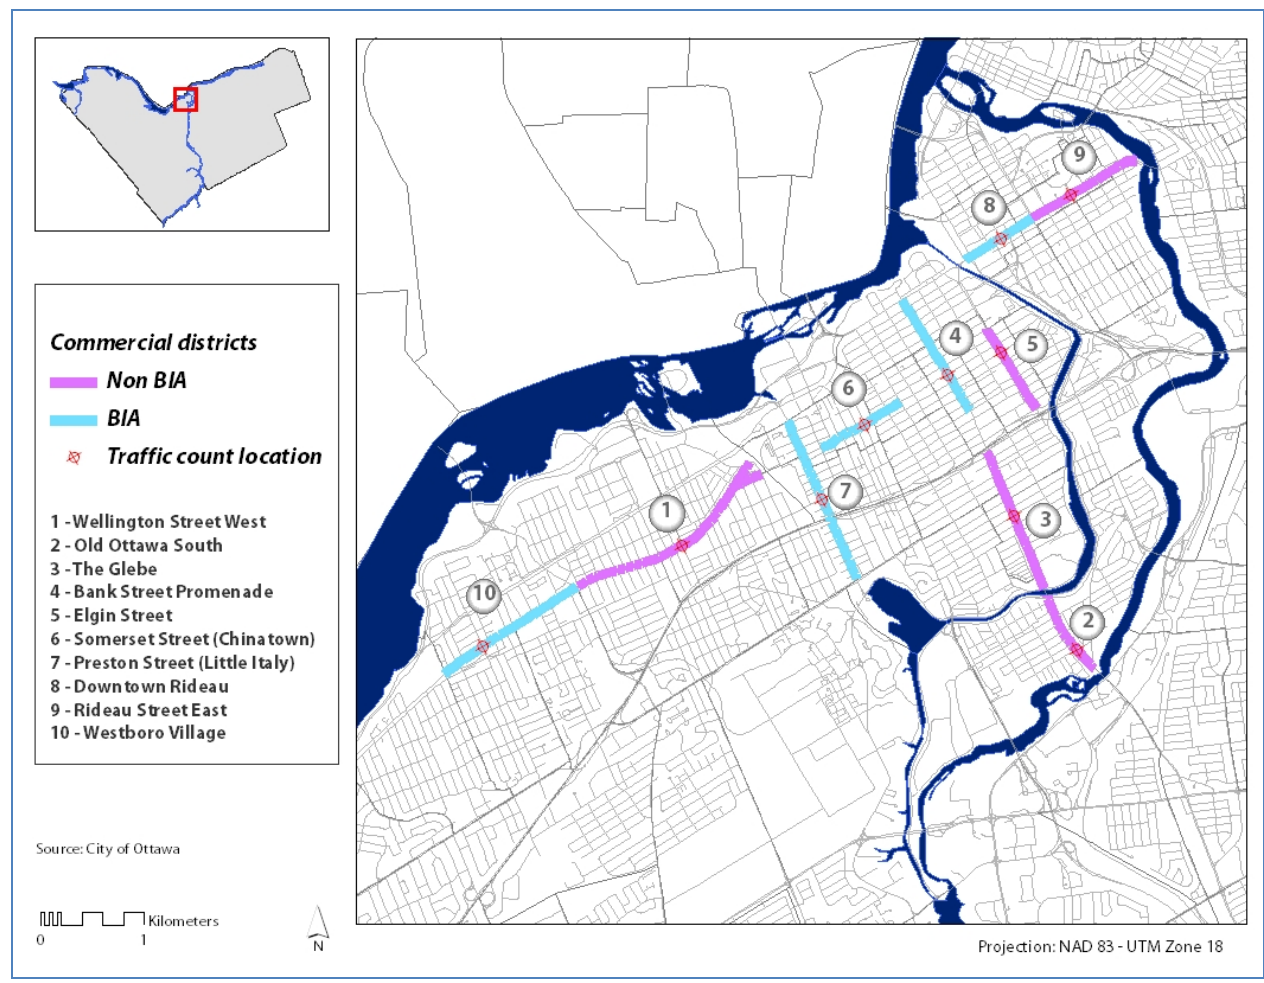 Commercial districts
Non BIA
BIA
Traffic count location
1 - Wellington Street West
2 - Old Ottawa South
3 - The Glebe
4 - Bank Street Promenade
5 - Elgin Street
6 - Somerset Street (Chinatown)
7 - Preston Street (Little Italy)
8 - Downtown Rideau
9 - Rideau Street East
10 - Westboro Village
Source: City of Ottawa
Kilometers
0 1
N
9
8
4
5
6
7
1
3
10
2
Projection: NAD 83 - UTM Zone 18